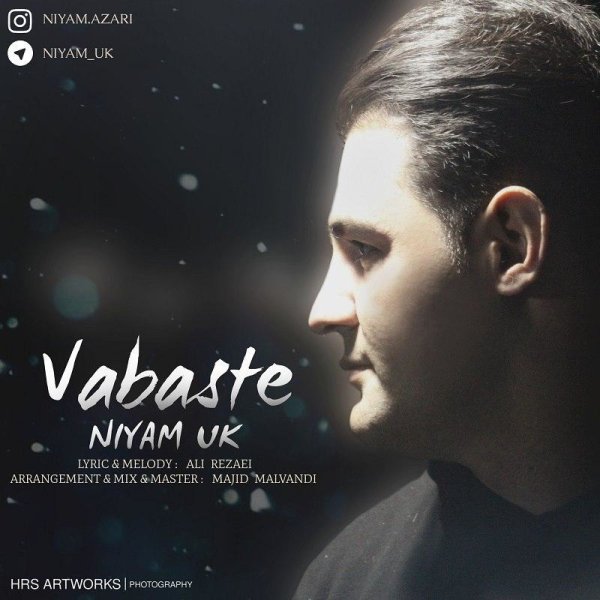 NIYAM.AZARI
NIYAM_UK
Vabaste
NIYAM UK
LYRIC & MELODY : ALI REZAEI
ARRANGEMENT & MIX & MASTER : MAJID MALVANDI
HRS ARTWORKS | PHOTOGRAPHY